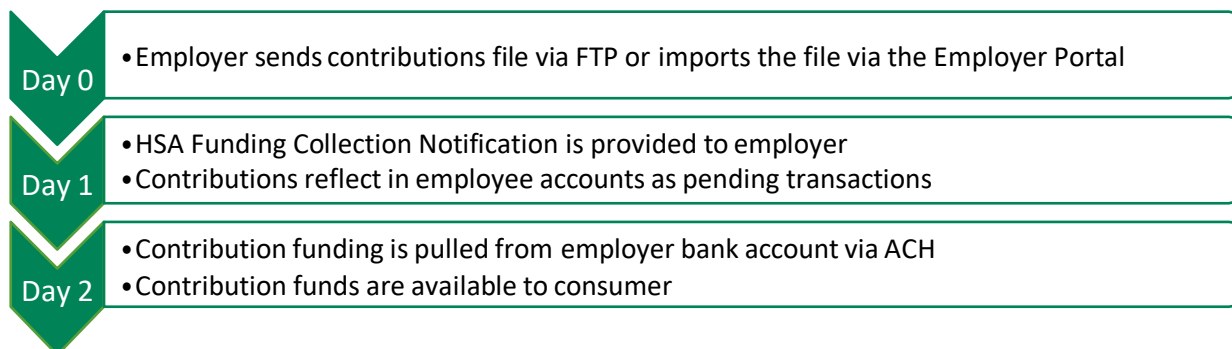 Day 0
•Employer sends contributions file via FTP or imports the file via the Employer Portal
Day 1
•HSA Funding Collection Notification is provided to employer
•Contributions reflect in employee accounts as pending transactions
Day 2
•Contribution funding is pulled from employer bank account via ACH
•Contribution funds are available to consumer